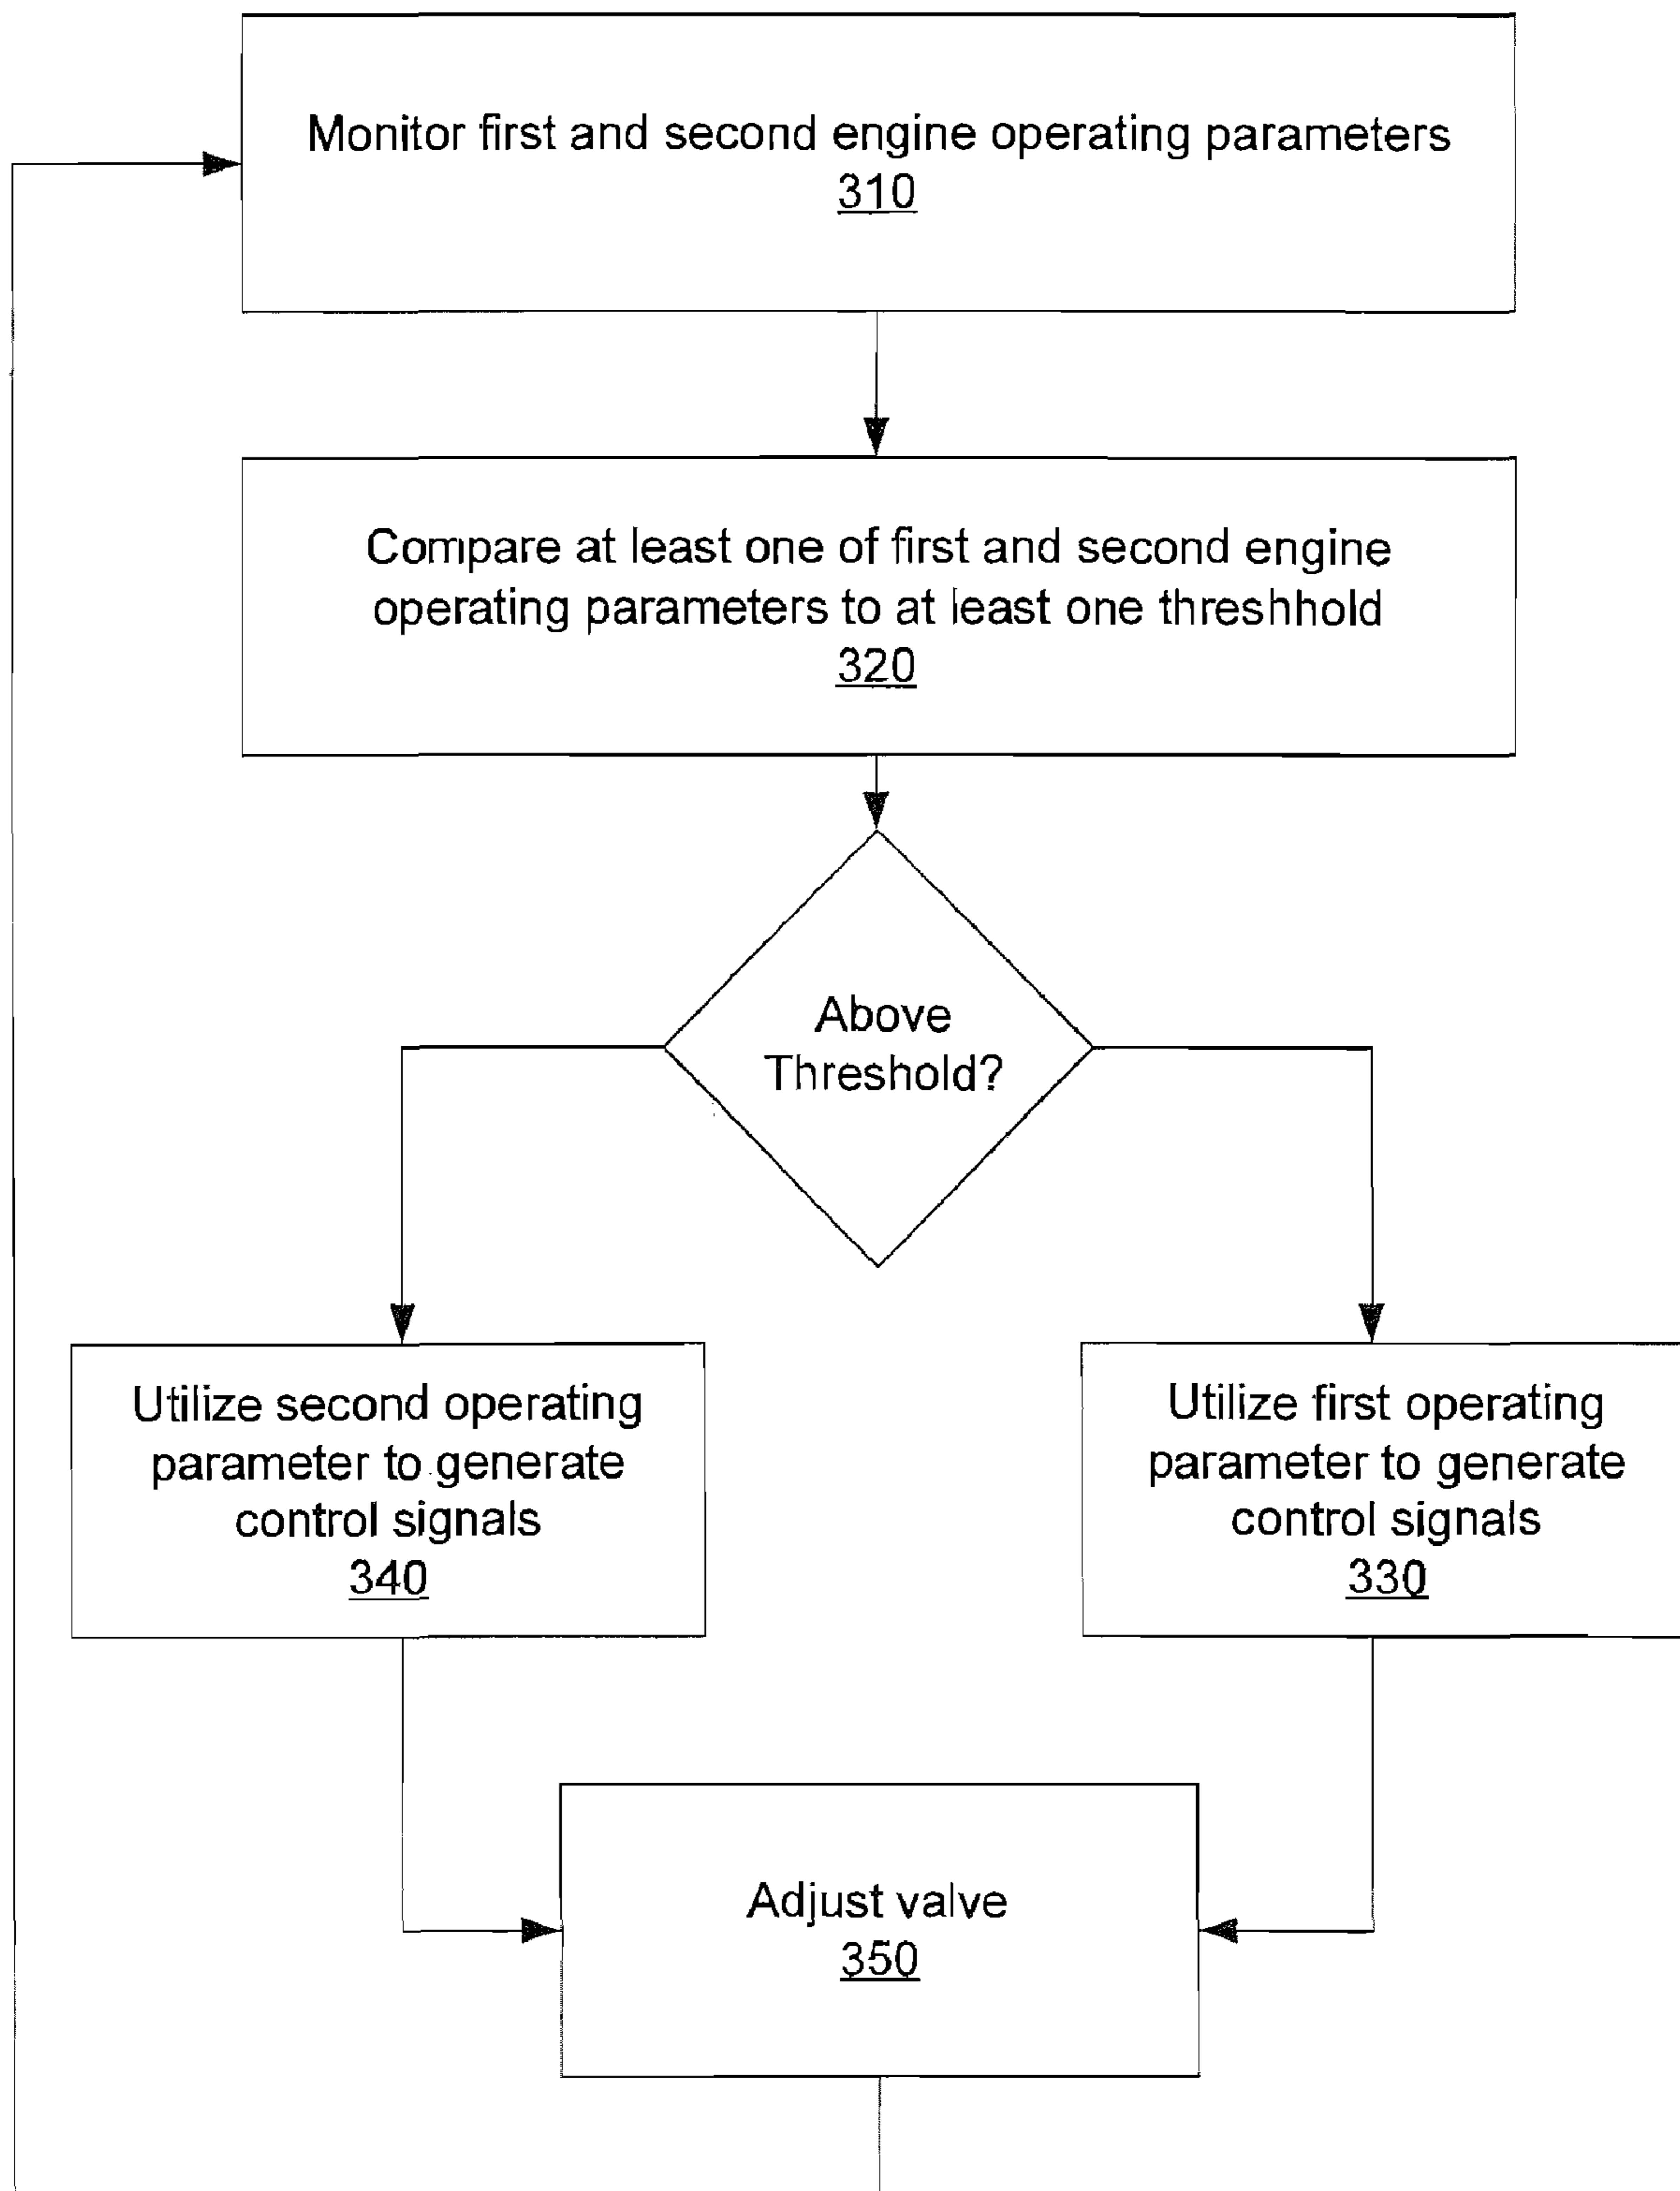 Monitor first and second engine operating parameters
310
Compare at least one of first and second engine
operating parameters to at least one threshhold
320
Above
Threshold?
Utilize second operating
parameter to generate
control signals
340
Utilize first operating
parameter to generate
control signals
330
Adjust valve
350